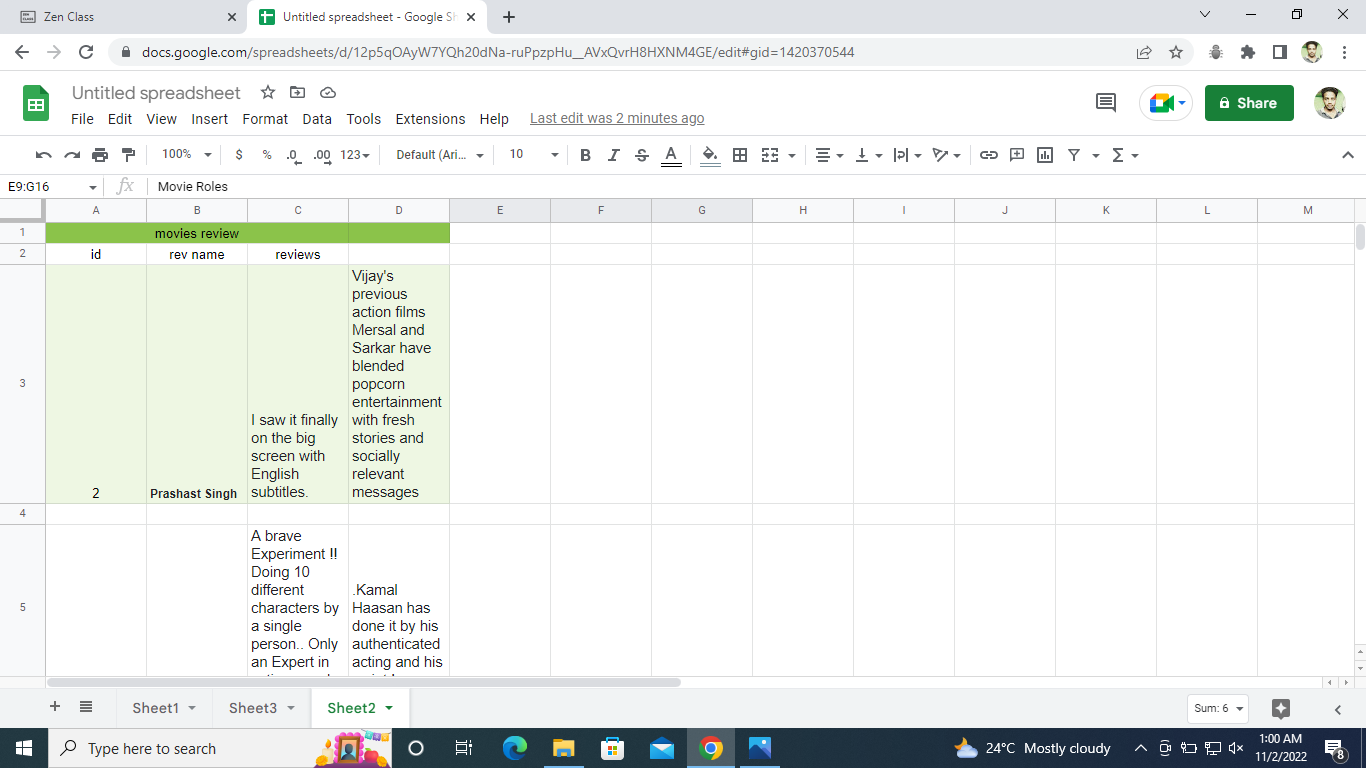 Zen Class
Untitled spreadsheet - Google Sh
docs.google.com/spreadsheets/d/12p5qOAyW7YQh20dNa-ruPpzpHu__AVxQvrH8HXNM4GE/edit#gid=1420370544
Untitled spreadsheet
File Edit View Insert Format Data Tools Extensions Help Last edit was 2 minutes ago
Share
100% $ % .0 .00 123 Default (Ari... 10 B I S A
E9:G16 fx Movie Roles
A B C D E F G H I J K L M
1 movies review
2 id rev name reviews
3
2
Prashast Singh
I saw it finally
on the big
screen with
English
subtitles.
Vijay's
previous
action films
Mersal and
Sarkar have
blended
popcorn
entertainment
with fresh
stories and
socially
relevant
messages
4
5
A brave
Experiment !!
Doing 10
different
characters by
a single
person.. Only
an Expert in
.Kamal
Haasan has
done it by his
authenticated
acting and his
Sheet1 Sheet3 Sheet2 Sum: 6
Type here to search
24°C Mostly cloudy
1:00 AM
11/2/2022
8